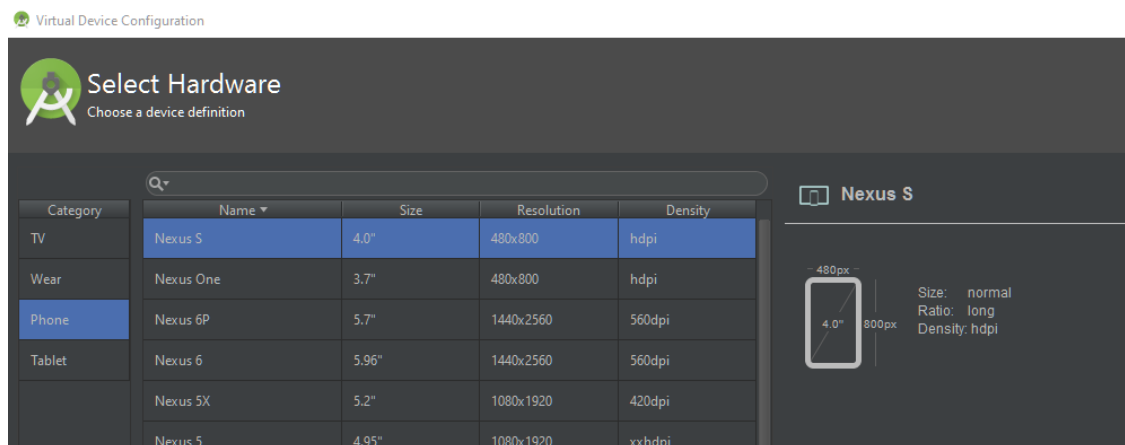 Virtual Device Configuration
Select Hardware
Choose a device definition
Category
TV
Wear
Phone
Tablet
Name Size Resolution Density
Nexus S 4.0" 480x800 hdpi
Nexus One 3.7" 480x800 hdpi
Nexus 6P 5.7" 1440x2560 560dpi
Nexus 6 5.96" 1440x2560 560dpi
Nexus 5X 5.2" 1080x1920 420dpi
Nexus 5 4.95" 1080x1920 xxhdpi
Nexus S
480px
4.0"
800px
Size: normal
Ratio: long
Density: hdpi